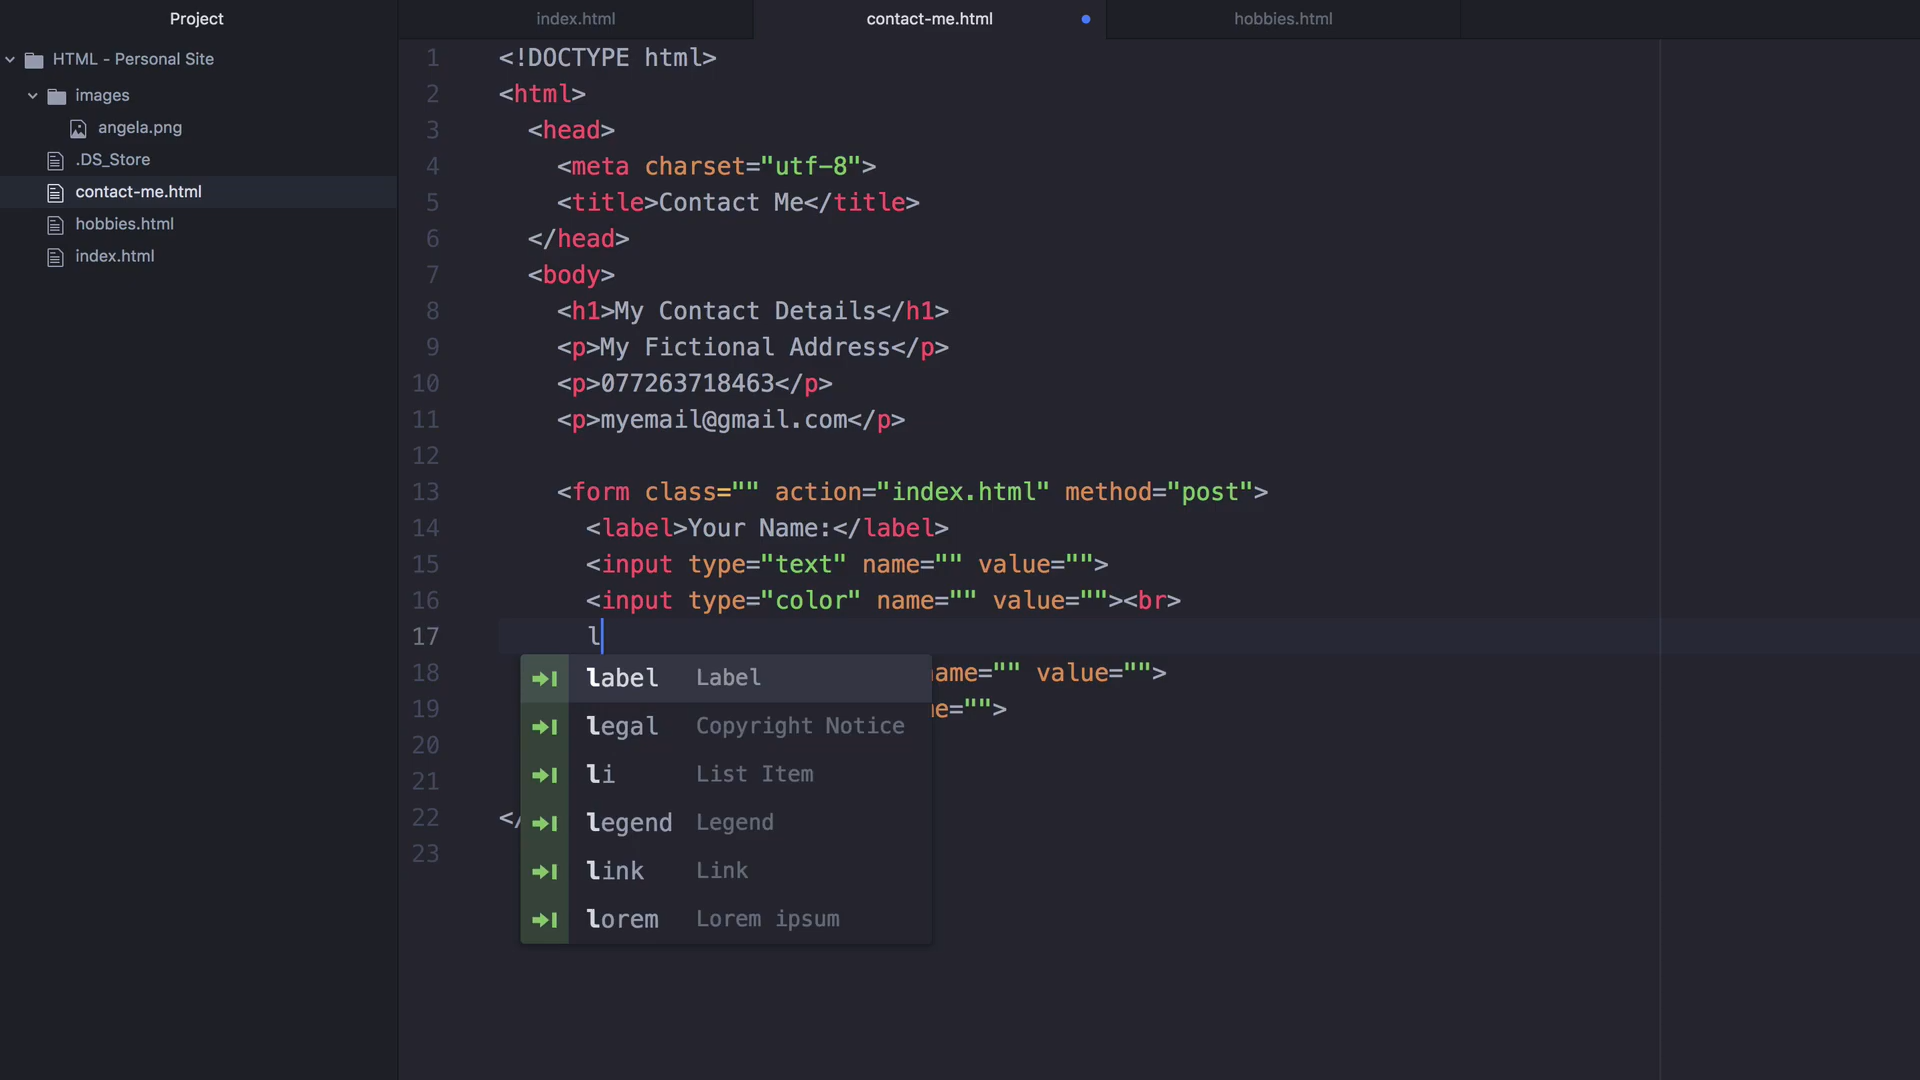 Project
HTML - Personal Site
images
angela.png
.DS_Store
contact-me.html
hobbies.html
index.html
index.html
contact-me.html
hobbies.html
1 <!DOCTYPE html>
2 <html>
3 <head>
4 <meta charset="utf-8">
5 <title>Contact Me</title>
6 </head>
7 <body>
8 <h1>My Contact Details</h1>
9 <p>My Fictional Address</p>
10 <p>077263718463</p>
11 <p>myemail@gmail.com</p>
12
13 <form class="" action="index.html" method="post">
14 <label>Your Name:</label>
15 <input type="text" name="" value="">
16 <input type="color" name="" value=""><br>
17 l
18 ame="" value="">
19 e="">
20
21
22 </
23
label Label
legal Copyright Notice
li List Item
legend Legend
link Link
lorem Lorem ipsum